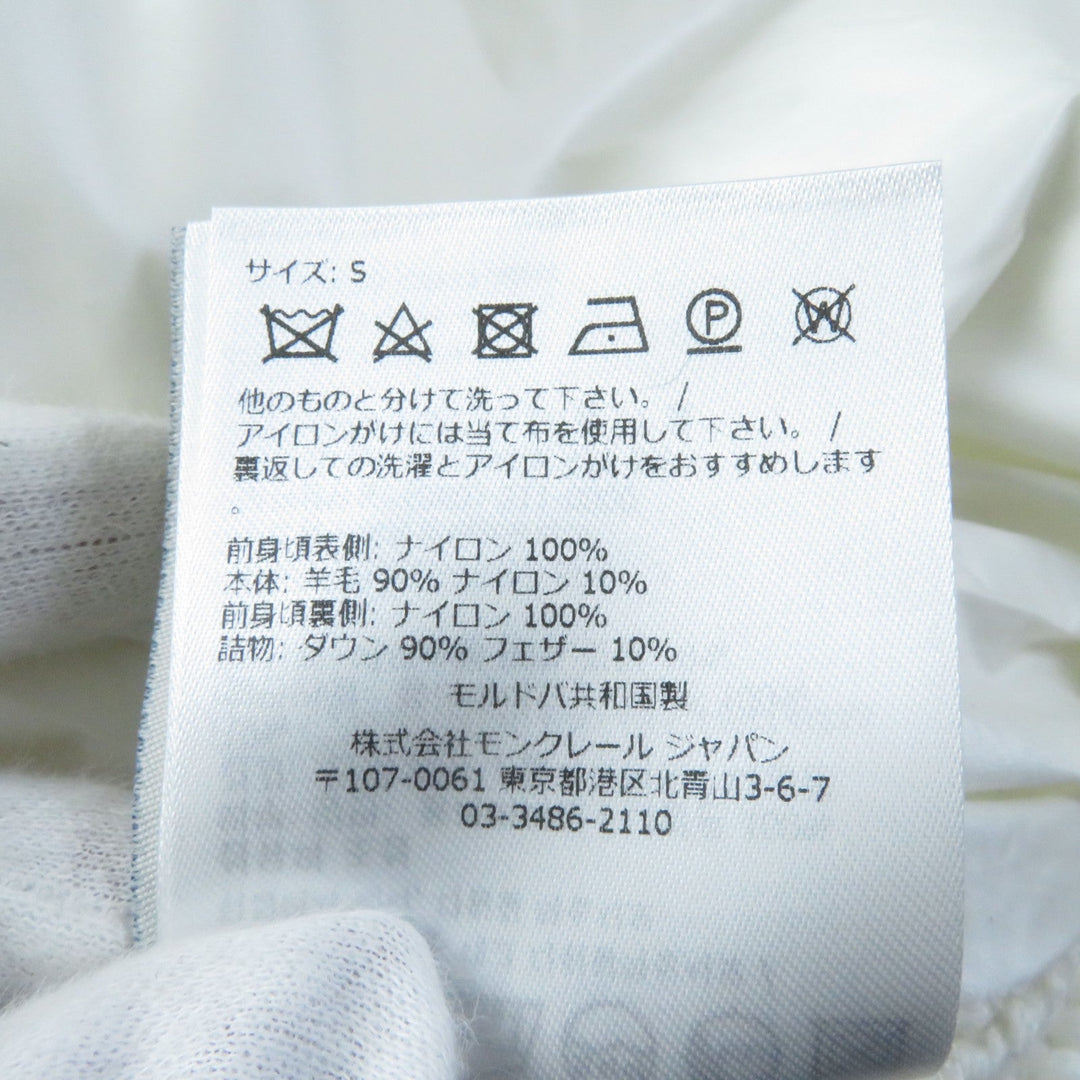 サイズ: S
P W
他のものと分けて洗って下さい。 /
アイロンがけには当て布を使用して下さい。 /
裏返しての洗濯とアイロンがけをおすすめします
。
前身頃表側: ナイロン 100%
本体: 羊毛 90% ナイロン 10%
前身頃裏側: ナイロン 100%
詰物: ダウン 90% フェザー 10%
モルドバ共和国製
株式会社モンクレール ジャパン
〒107-0061 東京都港区北青山3-6-7
03-3486-2110